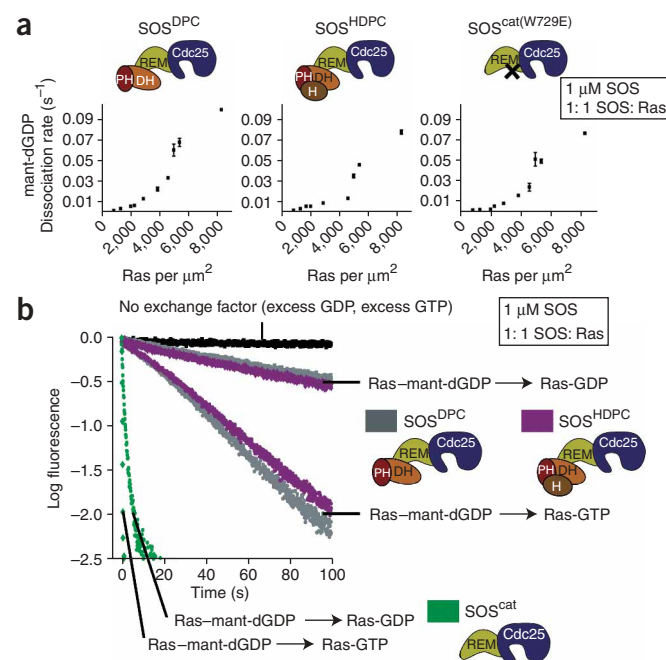 a
SOS^DPC
SOS^HDPC
SOS^cat(W729E)
REM Cdc25
PH DH
REM Cdc25
PH DH
H
REM Cdc25
1 μM SOS
1: 1 SOS: Ras
mant-dGDP
Dissociation rate (s⁻¹)
0.09
0.07
0.05
0.03
0.01
0.09
0.07
0.05
0.03
0.01
0.09
0.07
0.05
0.03
0.01
0 2,000 4,000 6,000 8,000
0 2,000 4,000 6,000 8,000
0 2,000 4,000 6,000 8,000
Ras per μm²
Ras per μm²
Ras per μm²
b
No exchange factor (excess GDP, excess GTP)
1 μM SOS
1: 1 SOS: Ras
Log fluorescence
0.0
−0.5
−1.0
−1.5
−2.0
−2.5
0 20 40 60 80 100
Time (s)
Ras–mant-dGDP → Ras-GDP
SOS^DPC
SOS^HDPC
REM Cdc25
PH DH
REM Cdc25
PH DH
H
Ras–mant-dGDP → Ras-GTP
Ras–mant-dGDP → Ras-GDP
Ras–mant-dGDP → Ras-GTP
SOS^cat
REM Cdc25